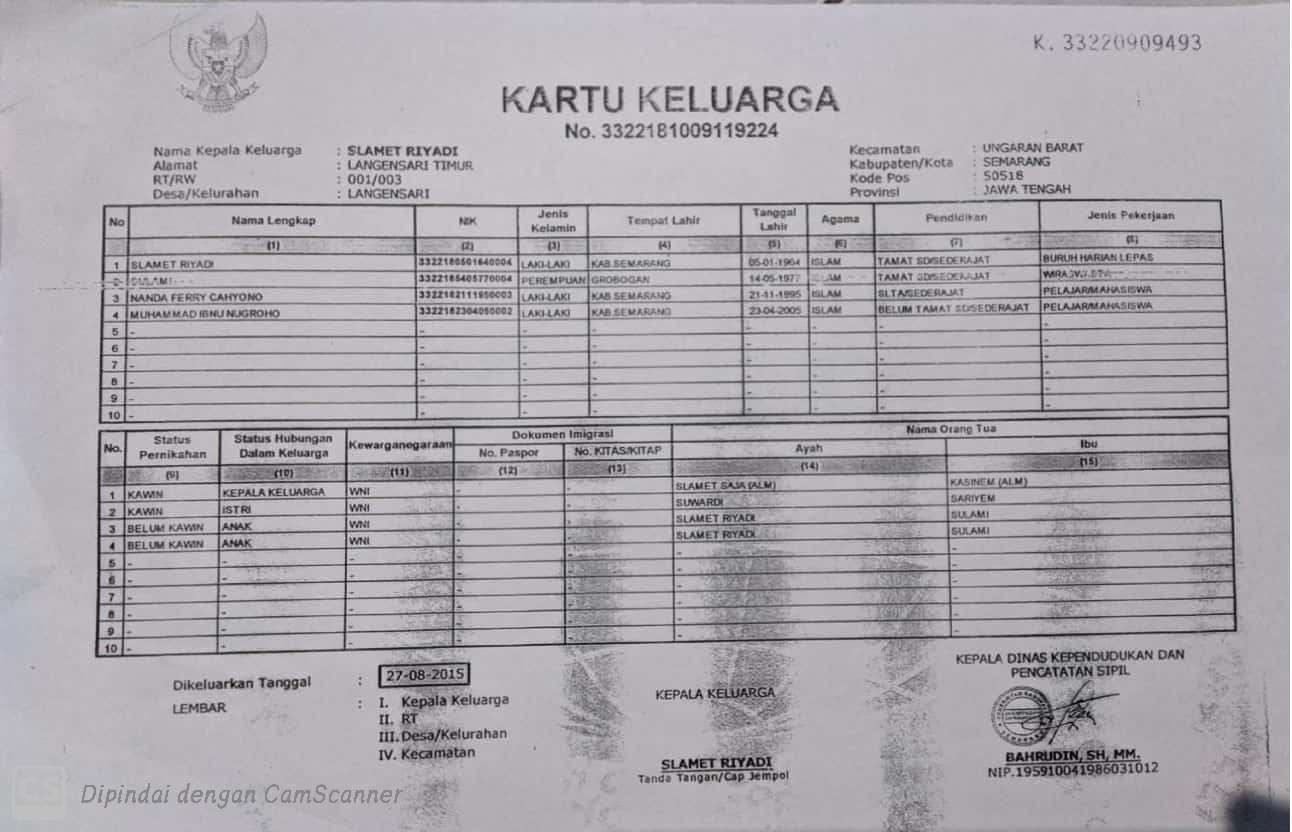 K. 33220909493
KARTU KELUARGA
No. 3322181009119224
Nama Kepala Keluarga : SLAMET RIYADI
Alamat : LANGENSARI TIMUR
RT/RW : 001/003
Desa/Kelurahan : LANGENSARI
Kecamatan : UNGARAN BARAT
Kabupaten/Kota : SEMARANG
Kode Pos : 50518
Provinsi : JAWA TENGAH
No Nama Lengkap NIK Jenis Kelamin Tempat Lahir Tanggal Lahir Agama Pendidikan Jenis Pekerjaan
(1) (2) (3) (4) (5) (6) (7) (8)
1 SLAMET RIYADI 3322180501640004 LAKI-LAKI KAB.SEMARANG 05-01-1964 ISLAM TAMAT SD/SEDERAJAT BURUH HARIAN LEPAS
2 SULAMI 3322185405770004 PEREMPUAN GROBOGAN 14-05-1977 ISLAM TAMAT SD/SEDERAJAT
3 NANDA FERRY CAHYONO 3322182111950003 LAKI-LAKI KAB.SEMARANG 21-11-1995 ISLAM SLTA/SEDERAJAT PELAJAR/MAHASISWA
4 MUHAMMAD IBNU NUGROHO 3322182304050002 LAKI-LAKI KAB.SEMARANG 23-04-2005 ISLAM BELUM TAMAT SD/SEDERAJAT PELAJAR/MAHASISWA
5 - - - - - - - -
6 - - - - - - - -
7 - - - - - - - -
8 - - - - - - - -
9 - - - - - - - -
10 - - - - - - - -
No. Status Pernikahan Status Hubungan Dalam Keluarga Kewarganegaraan Dokumen Imigrasi Nama Orang Tua
No. Paspor No. KITAS/KITAP Ayah Ibu
(9) (10) (11) (12) (13) (14) (15)
1 KAWIN KEPALA KELUARGA WNI - - SLAMET SAJA (ALM) KASINEM (ALM)
2 KAWIN ISTRI WNI - - SUWARDI SARIYEM
3 BELUM KAWIN ANAK WNI - - SLAMET RIYADI SULAMI
4 BELUM KAWIN ANAK WNI - - SLAMET RIYADI SULAMI
5 - - - - - - -
6 - - - - - - -
7 - - - - - - -
8 - - - - - - -
9 - - - - - - -
10 - - - - - - -
Dikeluarkan Tanggal : 27-08-2015
LEMBAR : I. Kepala Keluarga
II. RT
III. Desa/Kelurahan
IV. Kecamatan
KEPALA KELUARGA
SLAMET RIYADI
Tanda Tangan/Cap Jempol
KEPALA DINAS KEPENDUDUKAN DAN
PENCATATAN SIPIL
BAHRUDIN, SH, MM.
NIP.195910041986031012
CS Dipindai dengan CamScanner